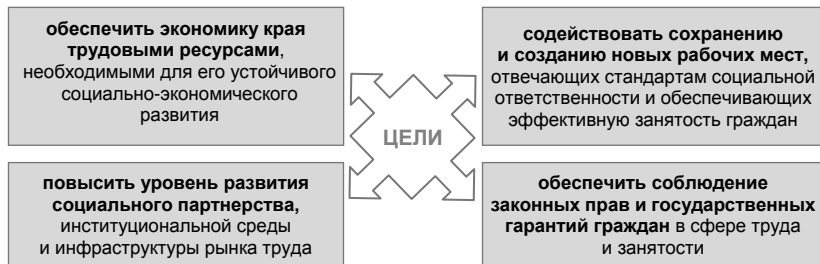 обеспечить экономику края
трудовыми ресурсами,
необходимыми для его устойчивого
социально-экономического
развития
содействовать сохранению
и созданию новых рабочих мест,
отвечающих стандартам социальной
ответственности и обеспечивающих
эффективную занятость граждан
ЦЕЛИ
повысить уровень развития
социального партнерства,
институциональной среды
и инфраструктуры рынка труда
обеспечить соблюдение
законных прав и государственных
гарантий граждан в сфере труда
и занятости